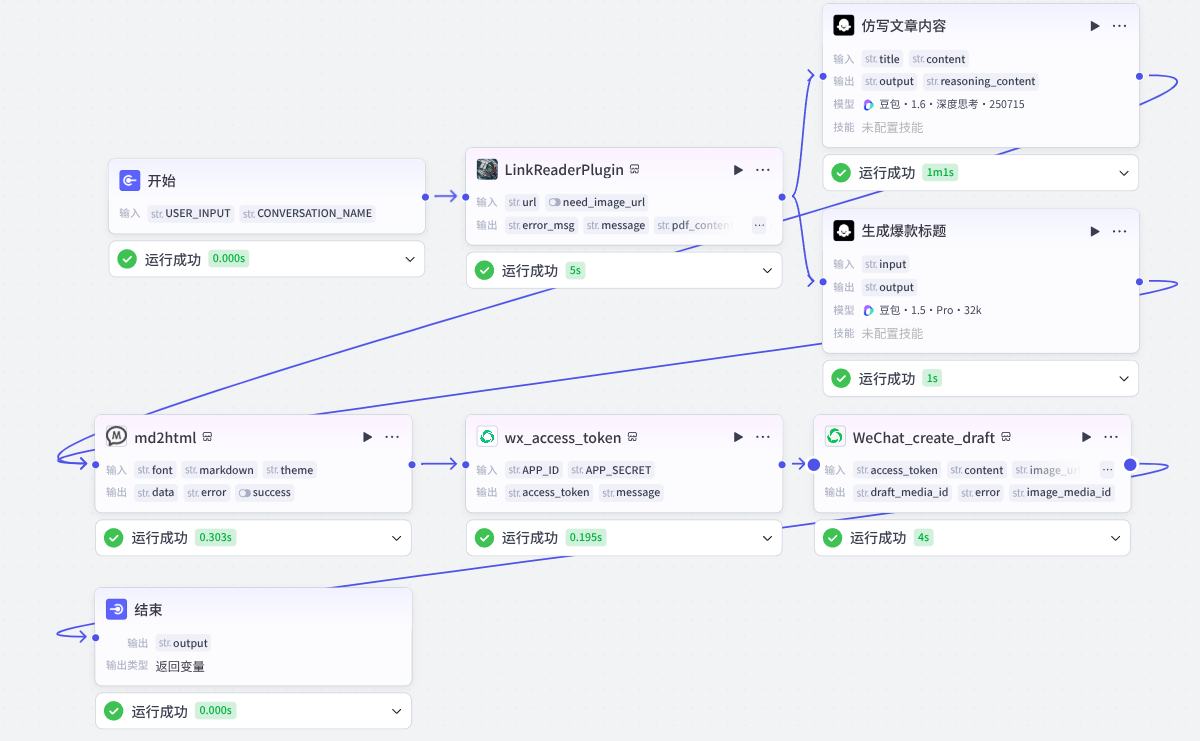 开始
输入 str. USER_INPUT str. CONVERSATION_NAME
运行成功 0.000s
LinkReaderPlugin
输入 str. url need_image_url
输出 str. error_msg str. message str. pdf_conten ···
运行成功 5s
仿写文章内容 ···
输入 str. title str. content
输出 str. output str. reasoning_content
模型 豆包·1.6·深度思考·250715
技能 未配置技能
运行成功 1m1s
生成爆款标题 ···
输入 str. input
输出 str. output
模型 豆包·1.5·Pro·32k
技能 未配置技能
运行成功 1s
md2html ···
输入 str. font str. markdown str. theme
输出 str. data str. error success
运行成功 0.303s
wx_access_token ···
输入 str. APP_ID str. APP_SECRET
输出 str. access_token str. message
运行成功 0.195s
WeChat_create_draft ···
输入 str. access_token str. content str. image_url ···
输出 str. draft_media_id str. error str. image_media_id
运行成功 4s
结束
输出 str. output
输出类型 返回变量
运行成功 0.000s